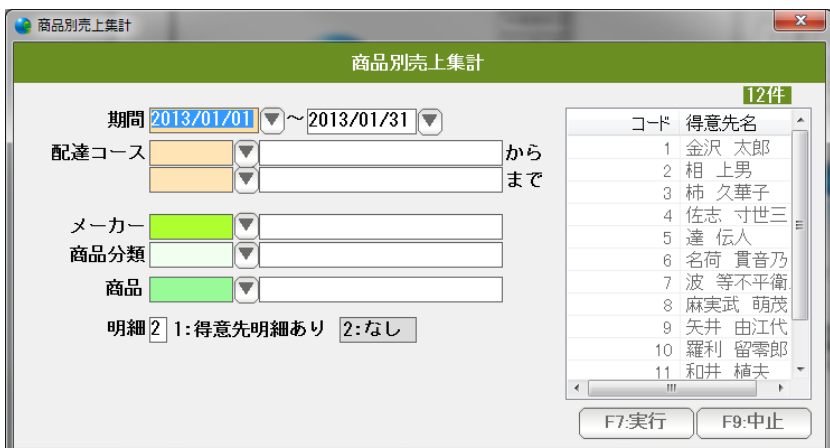 商品別売上集計
商品別売上集計
12件
期間 2013/01/01 ～ 2013/01/31
配達コース から
まで
メーカー
商品分類
商品
明細 2 1:得意先明細あり 2:なし
コード 得意先名
1 金沢 太郎
2 相 上男
3 柿 久華子
4 佐志 寸世三
5 達 伝人
6 名荷 貫音乃
7 波 等不平衛
8 麻実武 萌茂
9 矢井 由江代
10 羅利 留零郎
11 和井 植夫
F7:実行 F9:中止